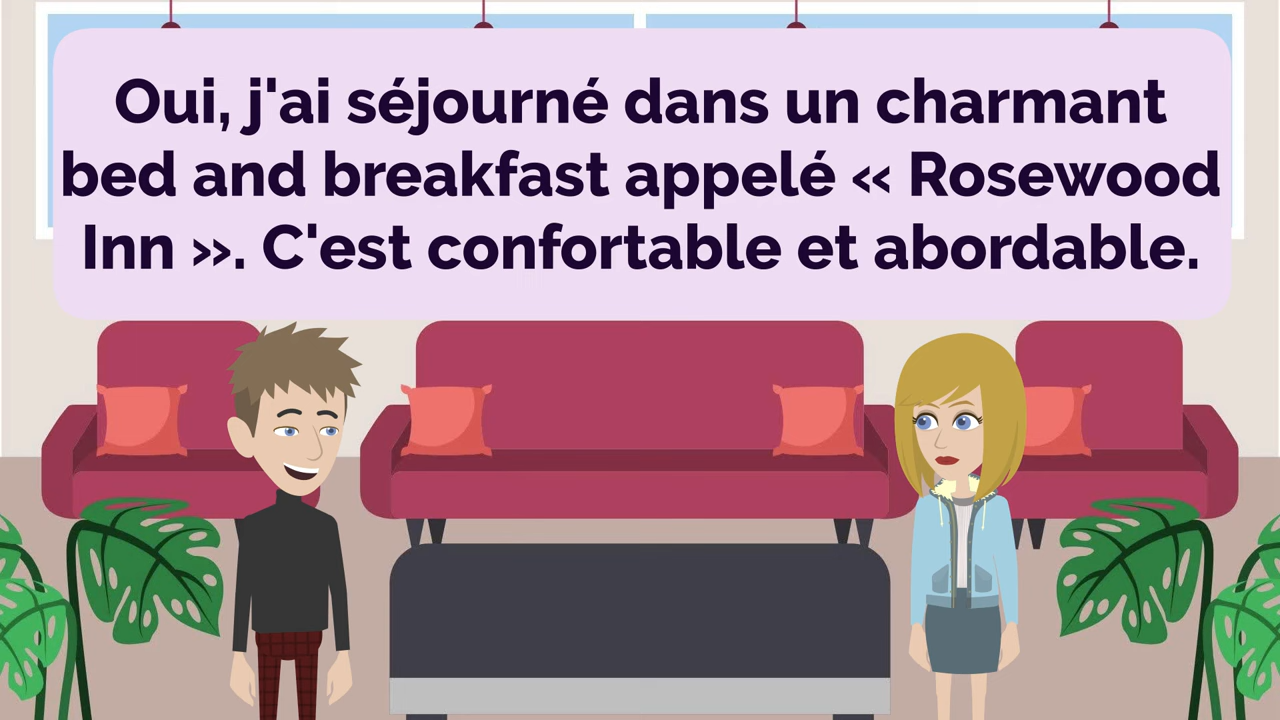 Oui, j'ai séjourné dans un charmant
bed and breakfast appelé « Rosewood
Inn ». C'est confortable et abordable.